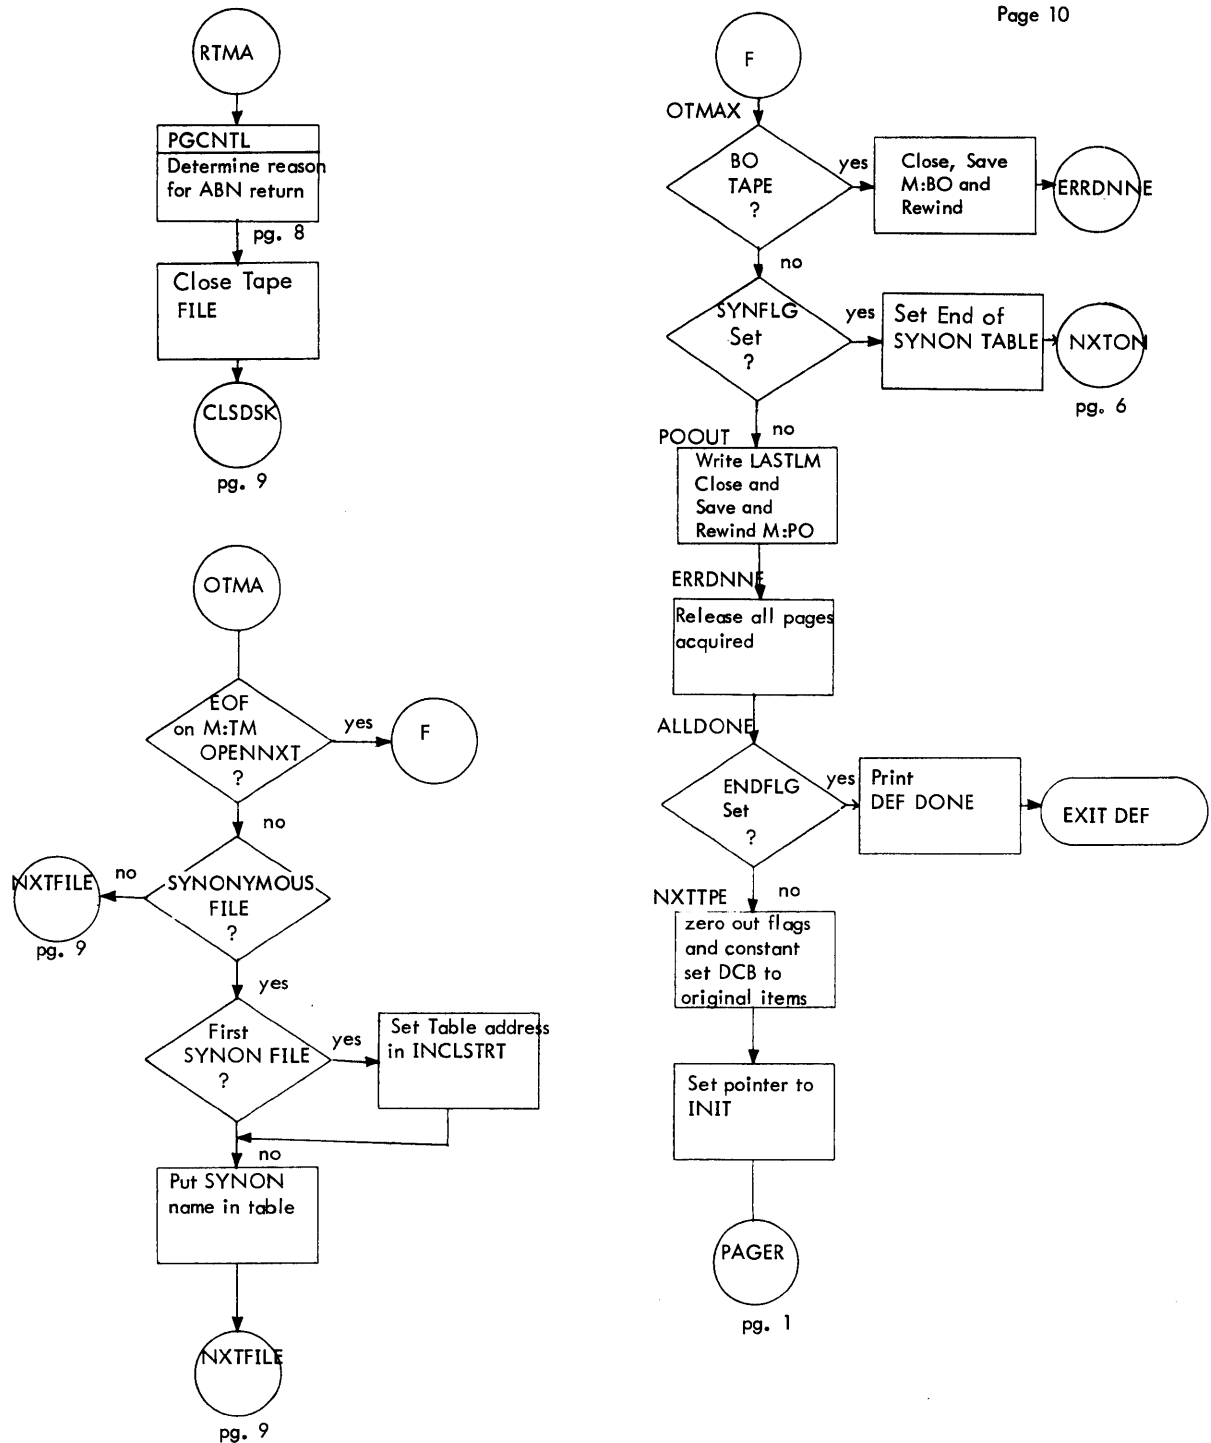 Page 10
RTMA
PGCNTL
Determine reason
for ABN return
pg. 8
Close Tape
FILE
CLSDSK
pg. 9
OTMA
EOF
on M:TM
OPENNXT
?
yes
F
no
SYNONYMOUS
FILE
?
no
NXTFILE
pg. 9
yes
First
SYNON FILE
?
yes
Set Table address
in INCLSTRT
no
Put SYNON
name in table
NXTFILE
pg. 9
F
OTMAX
BO
TAPE
?
yes
Close, Save
M:BO and
Rewind
ERRDNNE
no
SYNFLG
Set
?
yes
Set End of
SYNON TABLE
NXTON
pg. 6
no
POOUT
Write LASTLM
Close and
Save and
Rewind M:PO
ERRDNNE
Release all pages
acquired
ALLDONE
ENDFLG
Set
?
yes
Print
DEF DONE
EXIT DEF
no
NXTTPE
zero out flags
and constant
set DCB to
original items
Set pointer to
INIT
PAGER
pg. 1